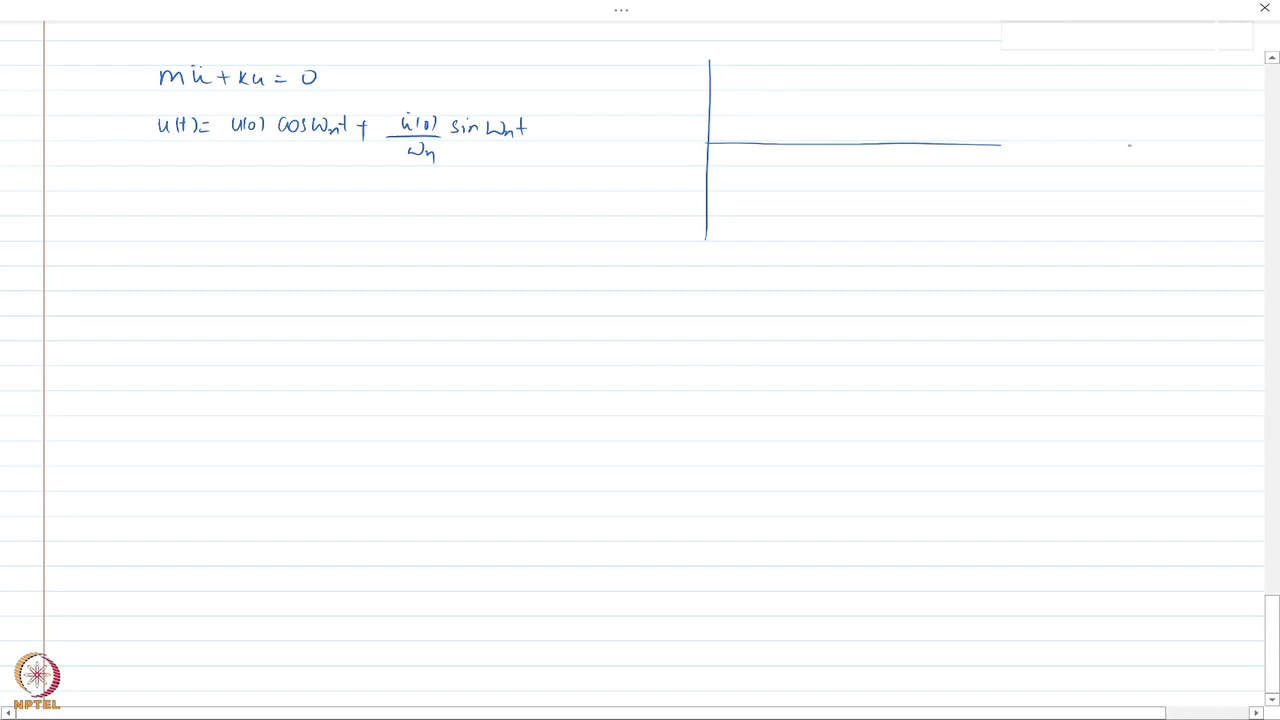 mü + ku = 0
u(t) = u(0) cos ωₙt + u̇(0)/ωₙ sin ωₙt
NPTEL